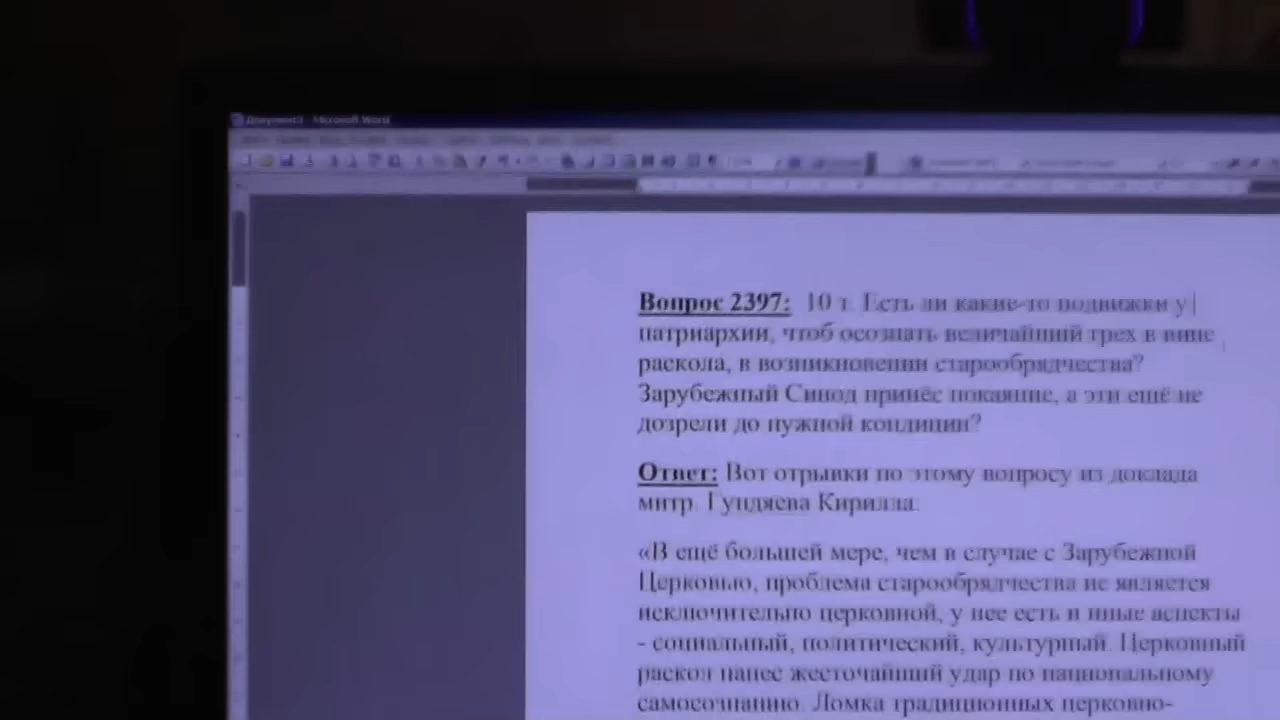 Документ3 - Microsoft Word
Вопрос 2397: 10 т. Есть ли какие-то подвижки у
патриархии, чтоб осознать величайший грех в вине
раскола, в возникновении старообрядчества?
Зарубежный Синод принёс покаяние, а эти ещё не
дозрели до нужной кондиции?
Ответ: Вот отрывки по этому вопросу из доклада
митр. Гундяева Кирилла.
«В ещё большей мере, чем в случае с Зарубежной
Церковью, проблема старообрядчества не является
исключительно церковной, у нее есть и иные аспекты
- социальный, политический, культурный. Церковный
раскол нанес жесточайший удар по национальному
самосознанию. Ломка традиционных церковно-